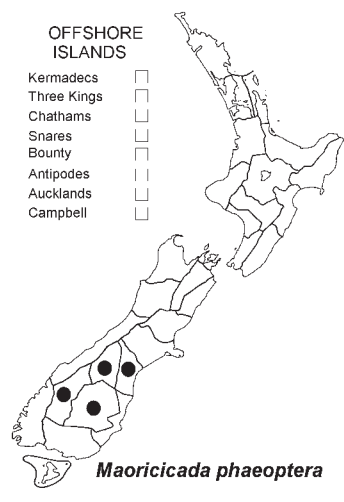 OFFSHORE
ISLANDS
Kermadecs
Three Kings
Chathams
Snares
Bounty
Antipodes
Aucklands
Campbell
Maoricicada phaeoptera